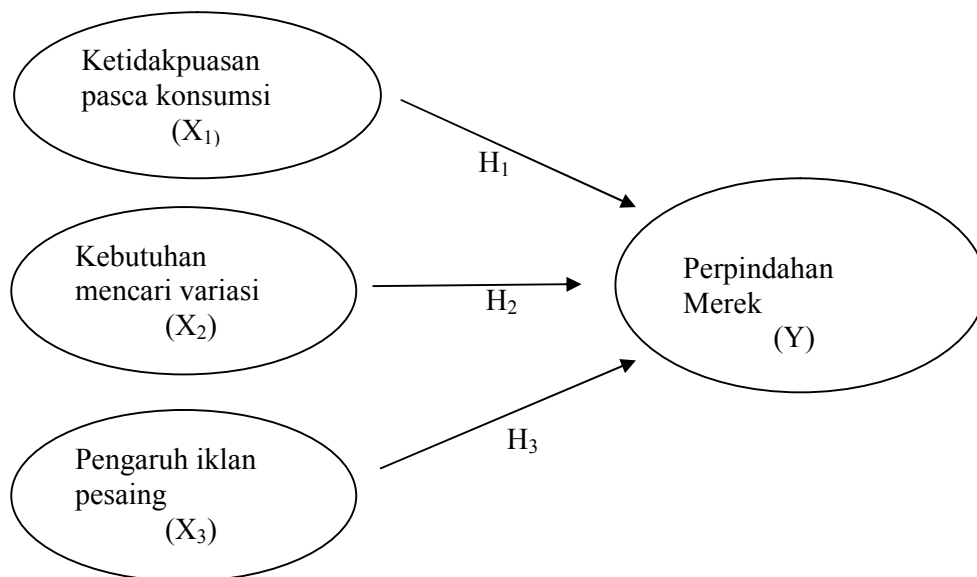 Ketidakpuasan
pasca konsumsi
(X₁)
H₁
Kebutuhan
mencari variasi
(X₂)
H₂
Perpindahan
Merek
(Y)
Pengaruh iklan
pesaing
(X₃)
H₃